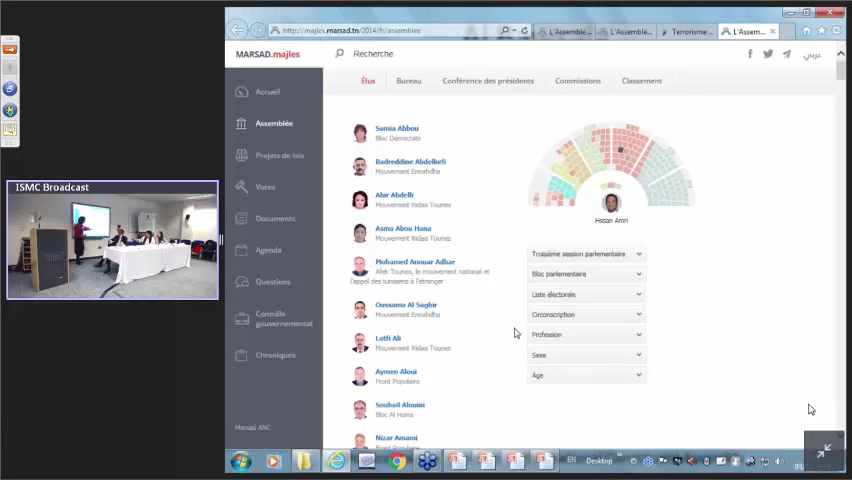 http://majles.marsad.tn/2014/fr/assemblee
L'Assemblé...
L'Assemblé...
Terrorisme ...
L'Assem...
MARSAD.majles
Recherche
عربي
Élus
Bureau
Conférence des présidents
Commissions
Classement
Accueil
Assemblée
Projets de lois
Votes
Documents
Agenda
Questions
Contrôle
gouvernemental
Chroniques
Marsad ANC
Samia Abbou
Bloc Démocrate
Badreddine Abdelkefi
Mouvement Ennahdha
Abir Abdelli
Mouvement Nidaa Tounes
Asma Abou Hana
Mouvement Nidaa Tounes
Mohamed Anouar Adhar
Afek Tounes, le mouvement national et
l'appel des tunisiens à l'étranger
Oussama Al Saghir
Mouvement Ennahdha
Lotfi Ali
Mouvement Nidaa Tounes
Aymen Aloui
Front Populaire
Souhail Alouini
Bloc Al Horra
Nizar Amami
Front Populaire
Hosan Amri
Troisième session parlementaire
Bloc parlementaire
Liste électorale
Circonscription
Profession
Sexe
Age
ISMC Broadcast
EN
Desktop